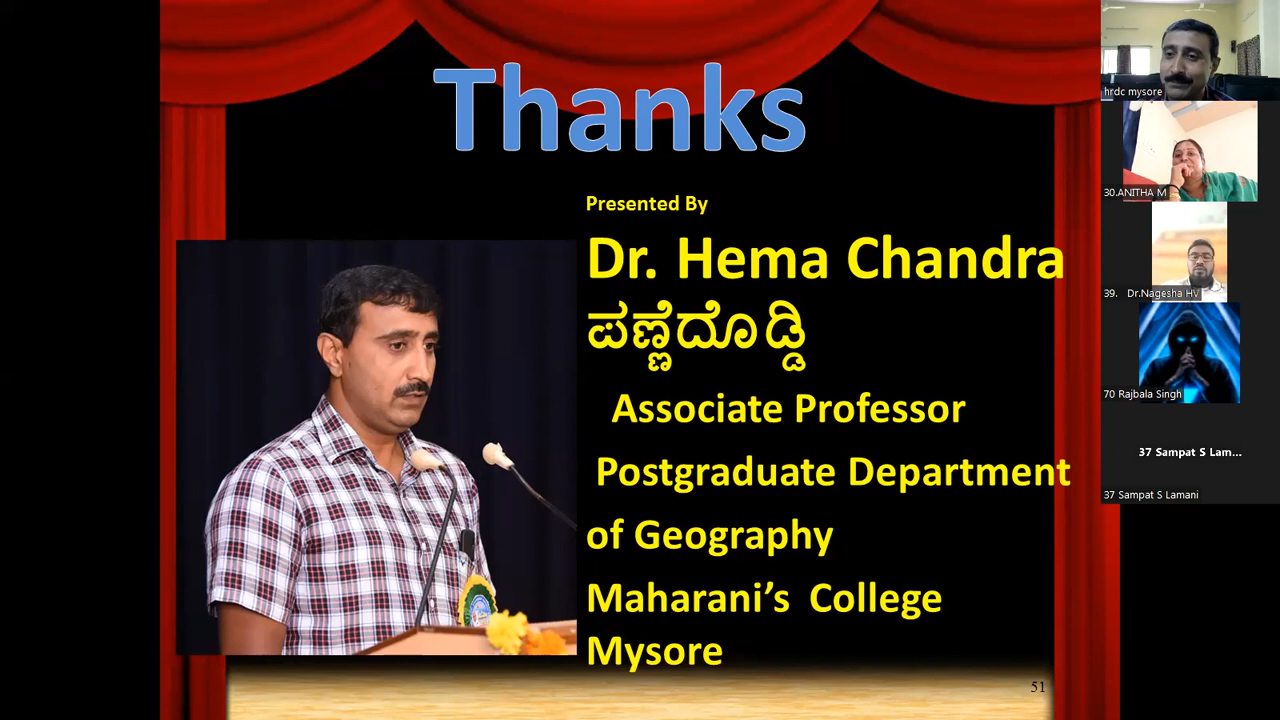 Thanks
Presented By
Dr. Hema Chandra
ಪಣ್ಣೆದೊಡ್ಡಿ
Associate Professor
Postgraduate Department
of Geography
Maharani’s College
Mysore
51
hrdc mysore
30.ANITHA M
39. Dr.Nagesha HV
70 Rajbala Singh
37 Sampat S Lam...
37 Sampat S Lamani